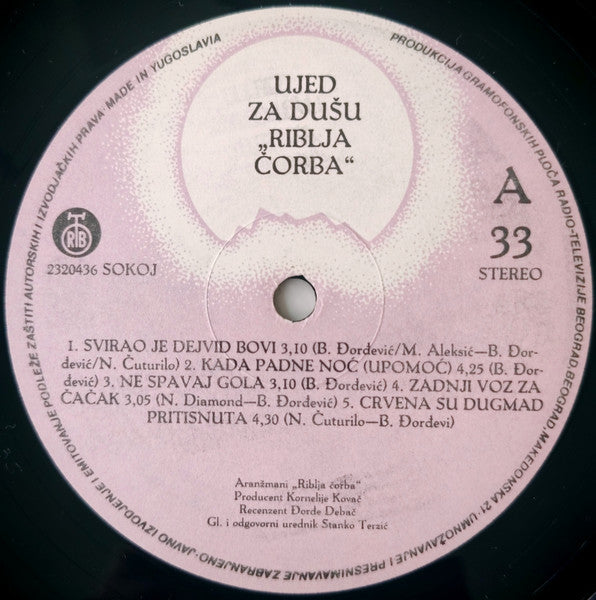 UJED
ZA DUŠU
„RIBLJA
ČORBA“
A
33
STEREO
RTB
2320436 SOKOJ
1. SVIRAO JE DEJVID BOVI 3,10 (B. Đorđević/M. Aleksić—B. Đor-
đević/N. Čuturilo) 2. KADA PADNE NOĆ (UPOMOĆ) 4,25 (B. Đor-
đević) 3. NE SPAVAJ GOLA 3,10 (B. Đorđević) 4. ZADNJI VOZ ZA
ČAČAK 3,05 (N. Diamond—B. Đorđević) 5. CRVENA SU DUGMAD
PRITISNUTA 4,30 (N. Čuturilo—B. Đorđevi)
Aranžmani „Riblja čorba“
Producent Kornelije Kovač
Recenzent Đorđe Debač
Gl. i odgovorni urednik Stanko Terzić
PRODUKCIJA GRAMOFONSKIH PLOČA RADIO-TELEVIZIJE BEOGRAD, BEOGRAD, MAKEDONSKA 21 · UMNOŽAVANJE I PRESNIMAVANJE ZABRANJENO · JAVNO IZVODJENJE I EMITOVANJE PODLEŽE ZAŠTITI AUTORSKIH I IZVODJAČKIH PRAVA · MADE IN YUGOSLAVIA